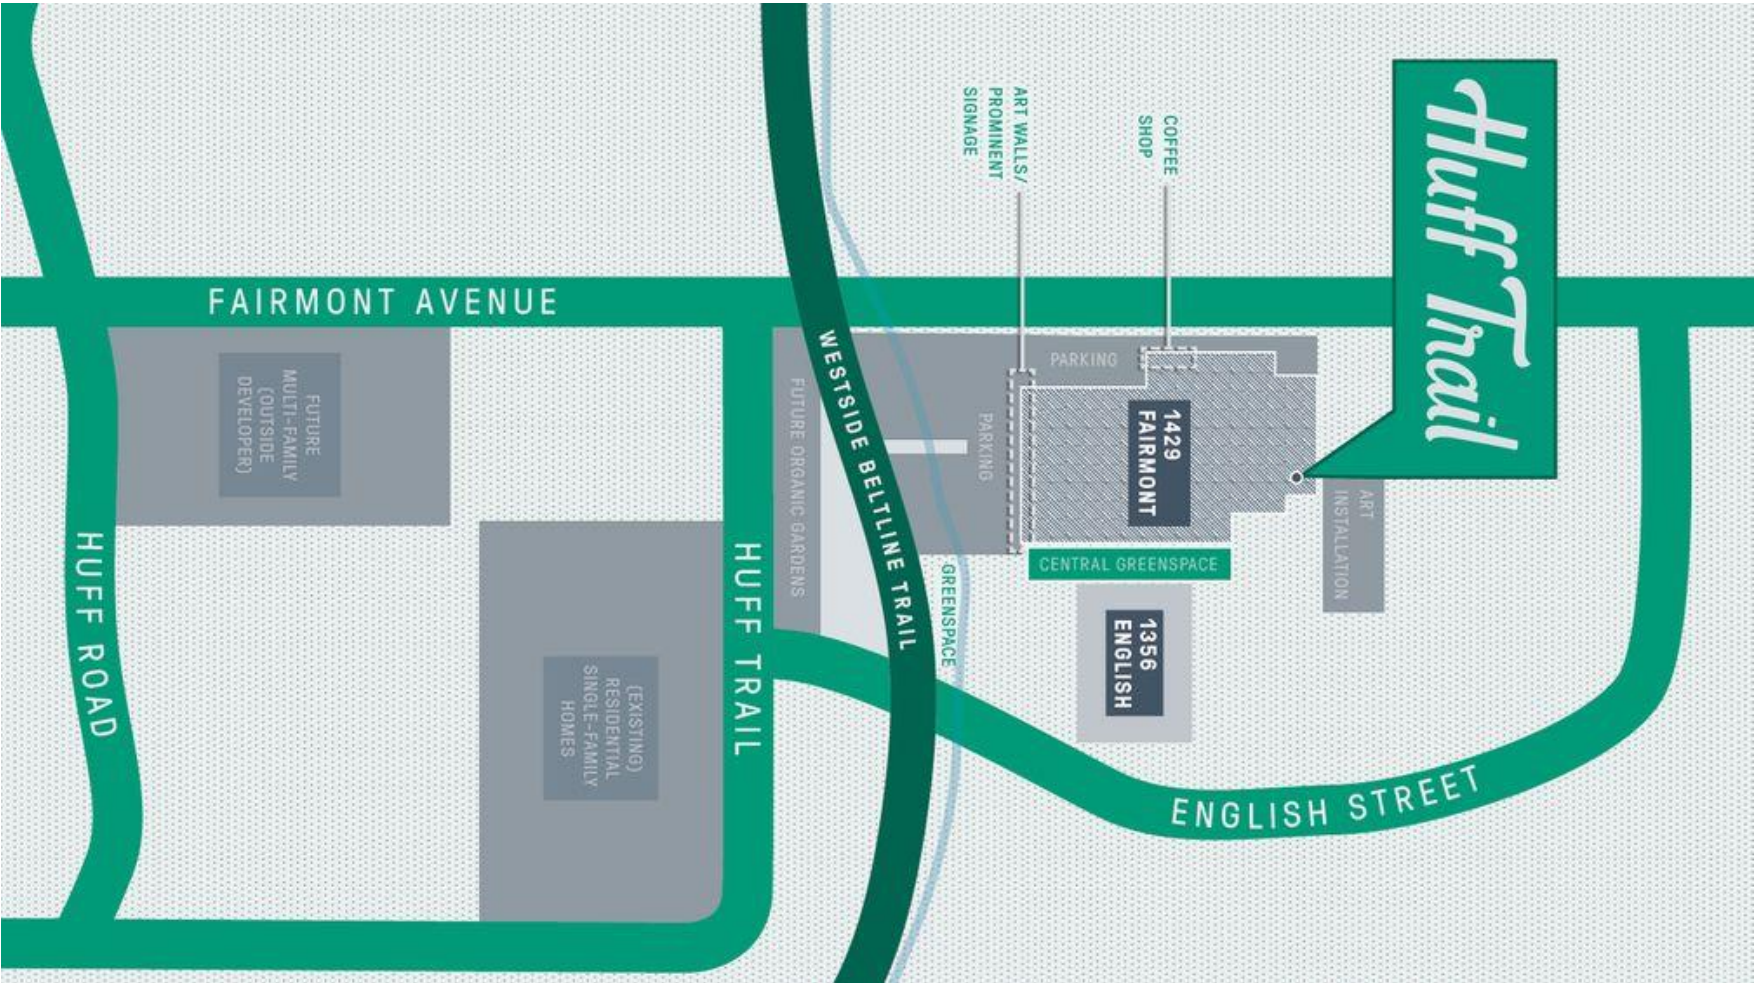 ART WALLS/
PROMINENT
SIGNAGE
COFFEE
SHOP
Huff Trail
FAIRMONT AVENUE
WESTSIDE BELTLINE TRAIL
PARKING
FUTURE
MULTI-FAMILY
(OUTSIDE
DEVELOPER)
FUTURE ORGANIC GARDENS
PARKING
1429
FAIRMONT
ART
INSTALLATION
HUFF ROAD
HUFF TRAIL
GREENSPACE
CENTRAL GREENSPACE
1356
ENGLISH
(EXISTING)
RESIDENTIAL
SINGLE-FAMILY
HOMES
ENGLISH STREET